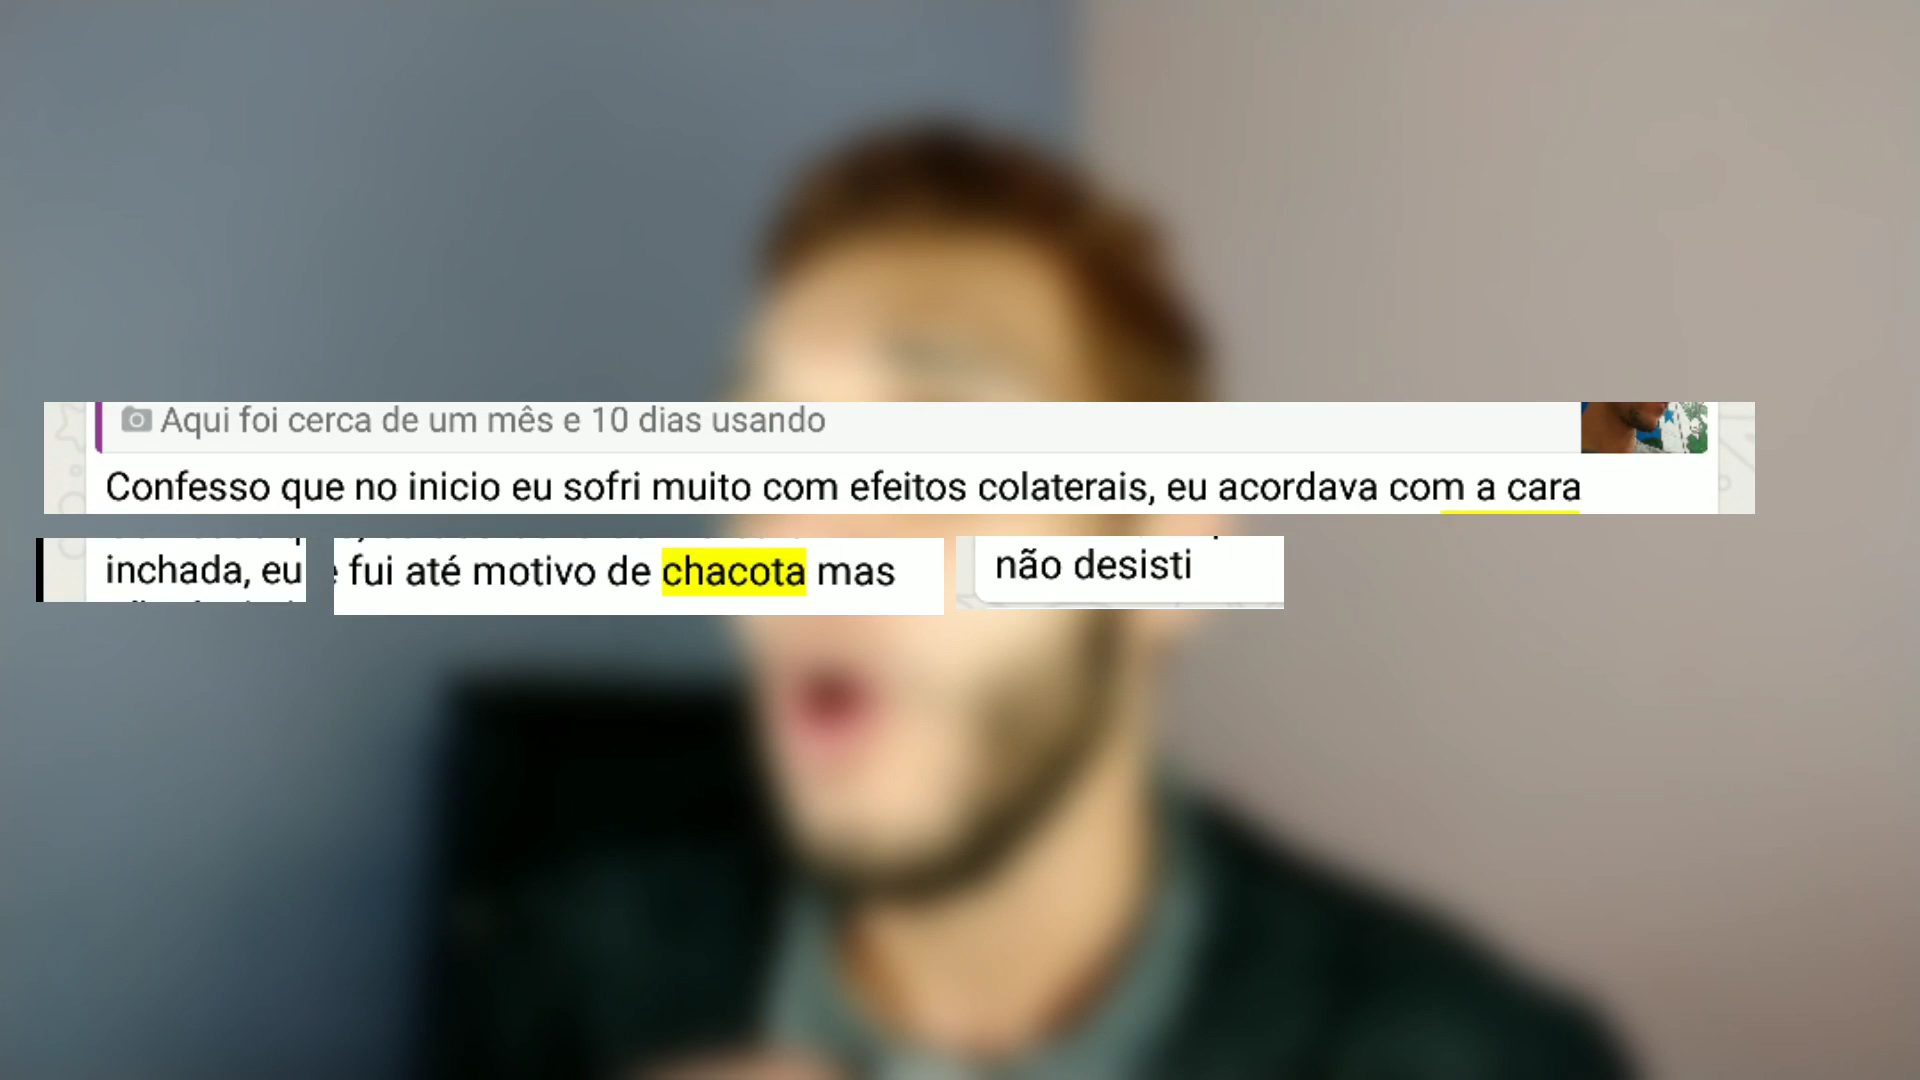 Aqui foi cerca de um mês e 10 dias usando
Confesso que no inicio eu sofri muito com efeitos colaterais, eu acordava com a cara
inchada, eu fui até motivo de chacota mas não desisti